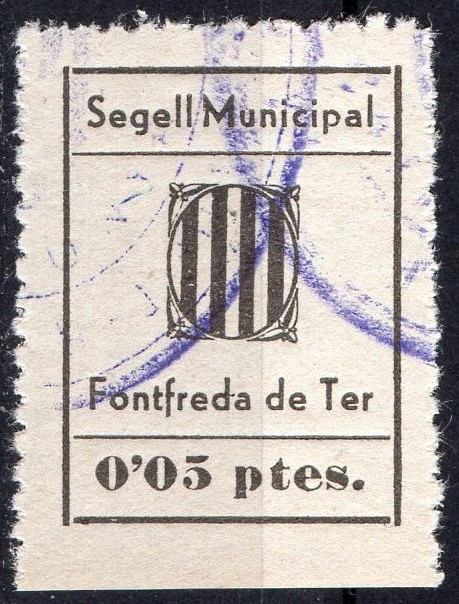 Segell Municipal
Fontfreda de Ter
0'05 ptes.